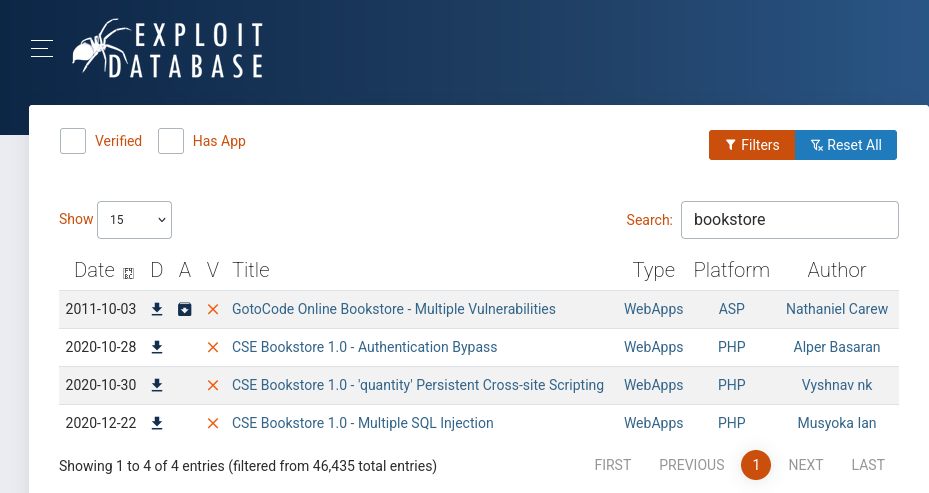 EXPLOIT
DATABASE
Verified Has App
Filters Reset All
Show 15 Search: bookstore
Date D A V Title Type Platform Author
2011-10-03 GotoCode Online Bookstore - Multiple Vulnerabilities WebApps ASP Nathaniel Carew
2020-10-28 CSE Bookstore 1.0 - Authentication Bypass WebApps PHP Alper Basaran
2020-10-30 CSE Bookstore 1.0 - 'quantity' Persistent Cross-site Scripting WebApps PHP Vyshnav nk
2020-12-22 CSE Bookstore 1.0 - Multiple SQL Injection WebApps PHP Musyoka Ian
Showing 1 to 4 of 4 entries (filtered from 46,435 total entries) FIRST PREVIOUS 1 NEXT LAST